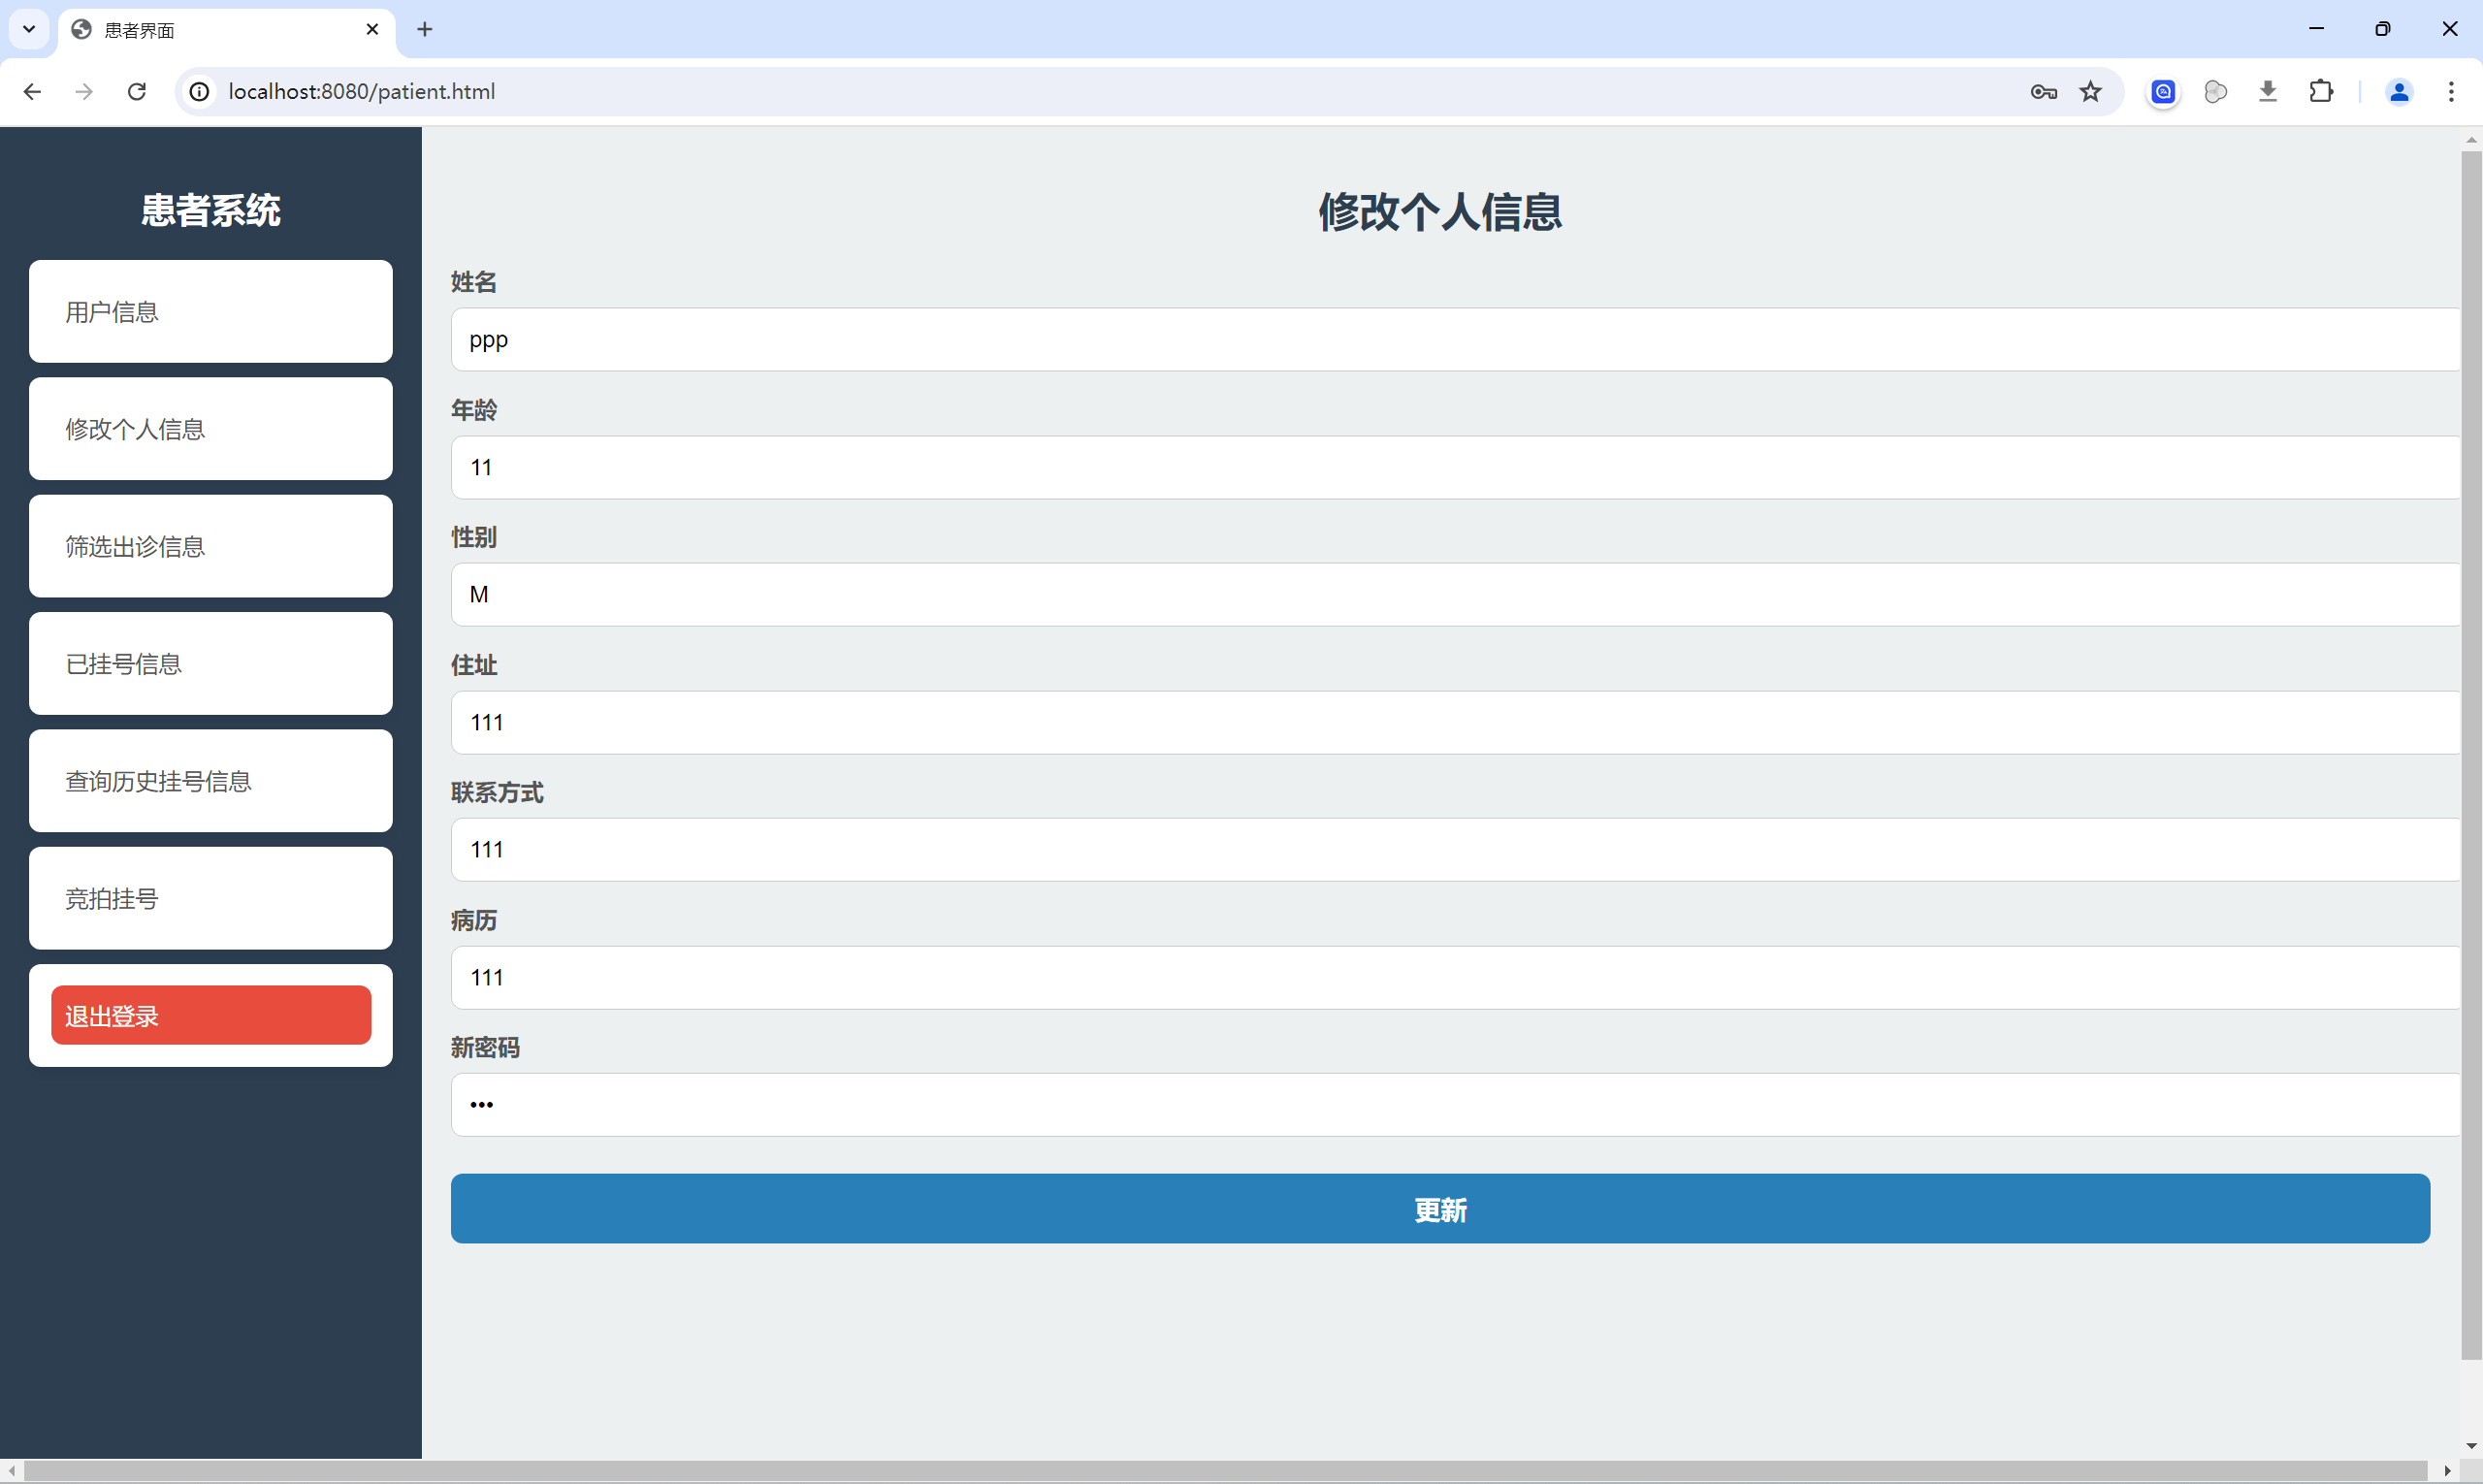 患者界面
localhost:8080/patient.html
患者系统
用户信息
修改个人信息
筛选出诊信息
已挂号信息
查询历史挂号信息
竞拍挂号
退出登录
修改个人信息
姓名
ppp
年龄
11
性别
M
住址
111
联系方式
111
病历
111
新密码
•••
更新